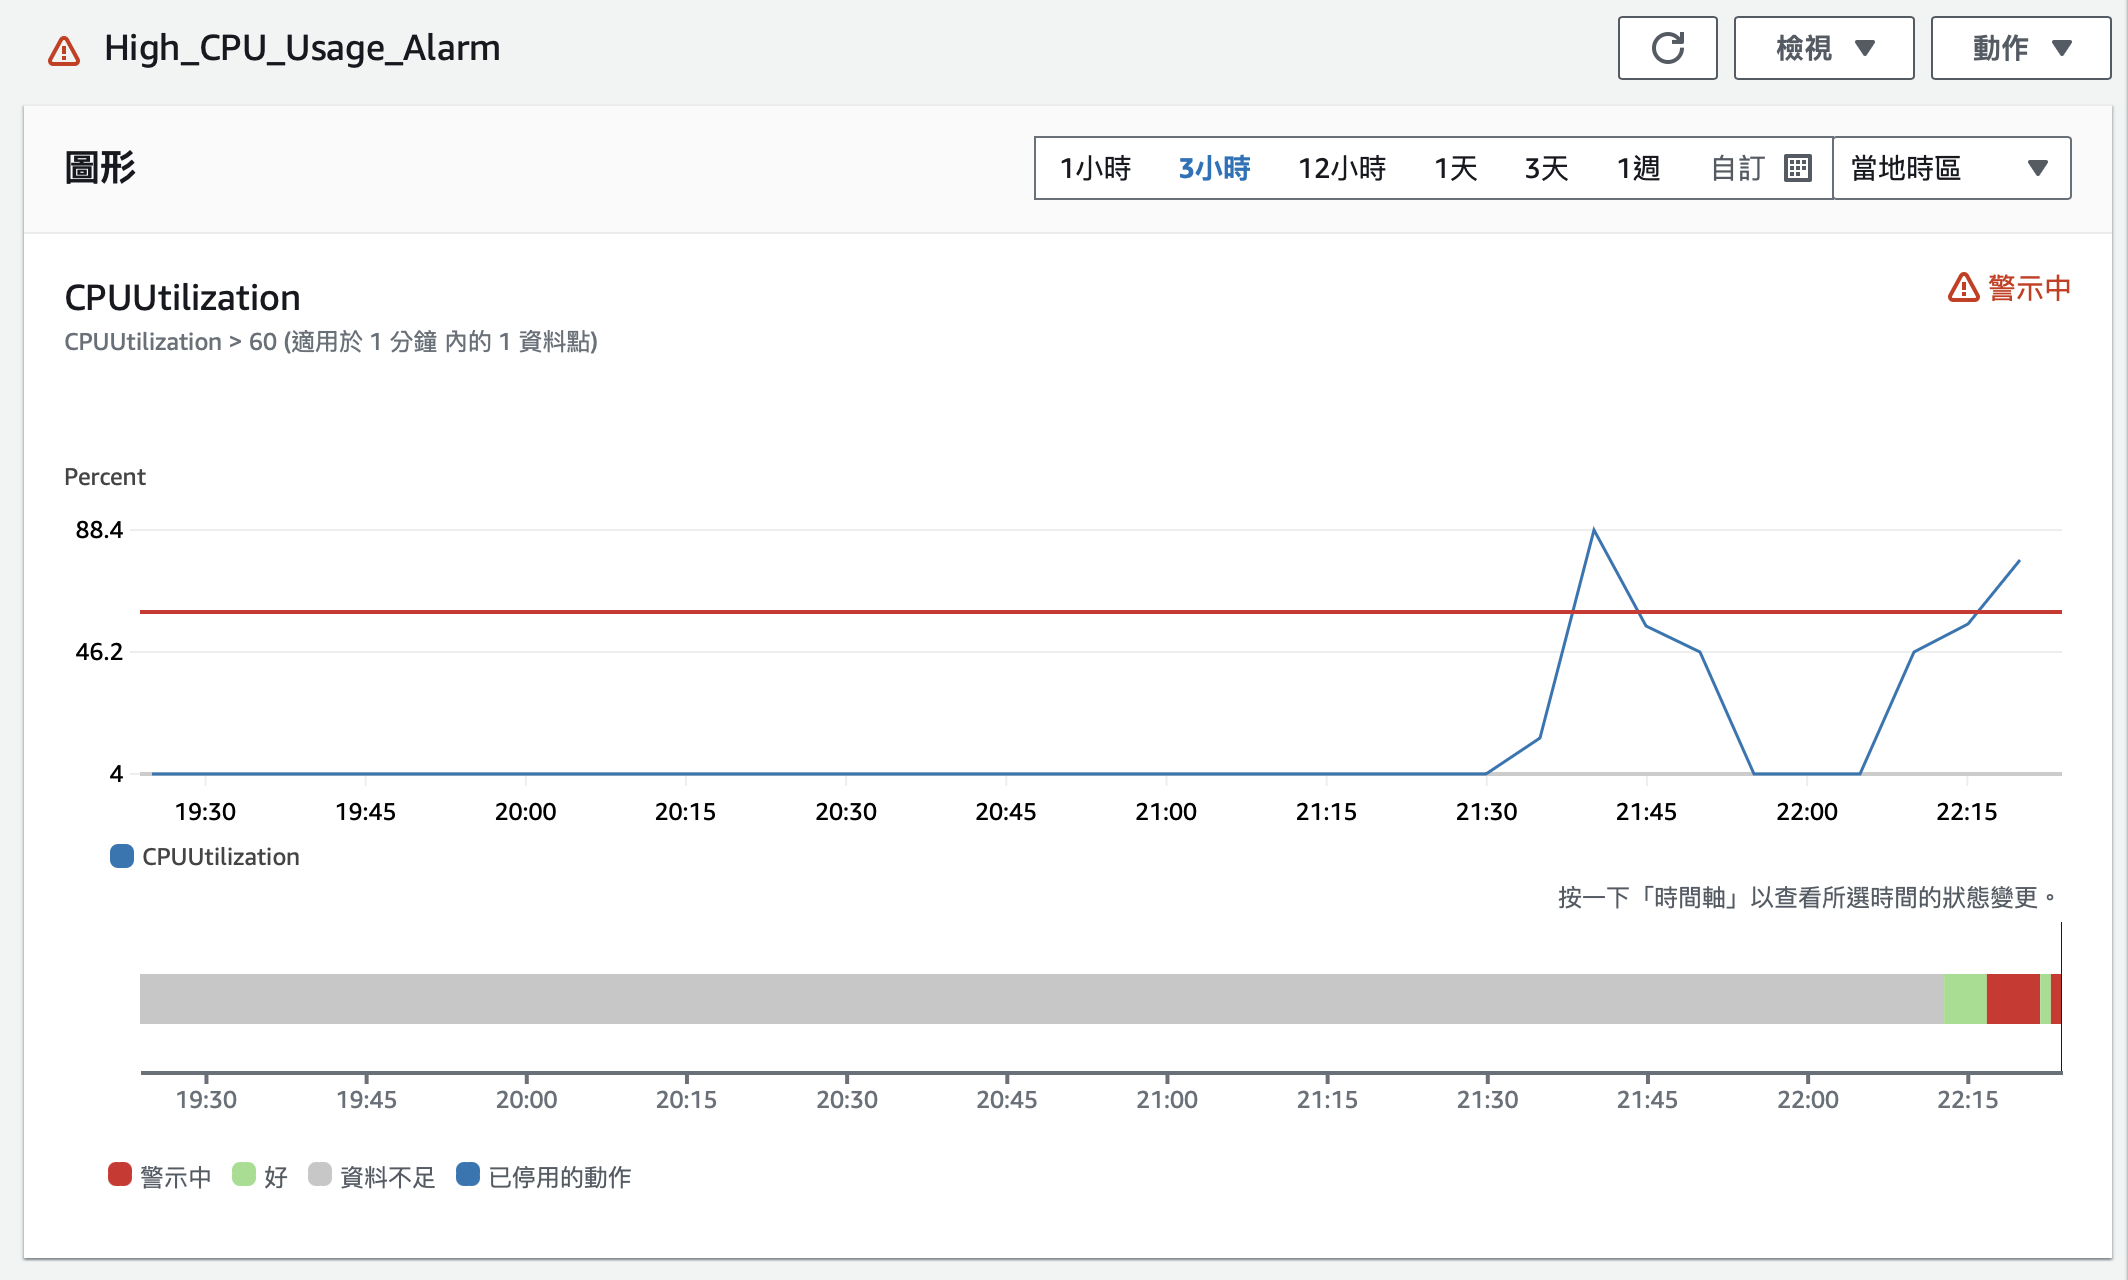 High_CPU_Usage_Alarm
檢視
動作
圖形
1小時 3小時 12小時 1天 3天 1週 自訂 當地時區
CPUUtilization
警示中
CPUUtilization > 60 (適用於 1 分鐘 內的 1 資料點)
Percent
88.4
46.2
4
19:30 19:45 20:00 20:15 20:30 20:45 21:00 21:15 21:30 21:45 22:00 22:15
CPUUtilization
按一下「時間軸」以查看所選時間的狀態變更。
19:30 19:45 20:00 20:15 20:30 20:45 21:00 21:15 21:30 21:45 22:00 22:15
警示中 好 資料不足 已停用的動作